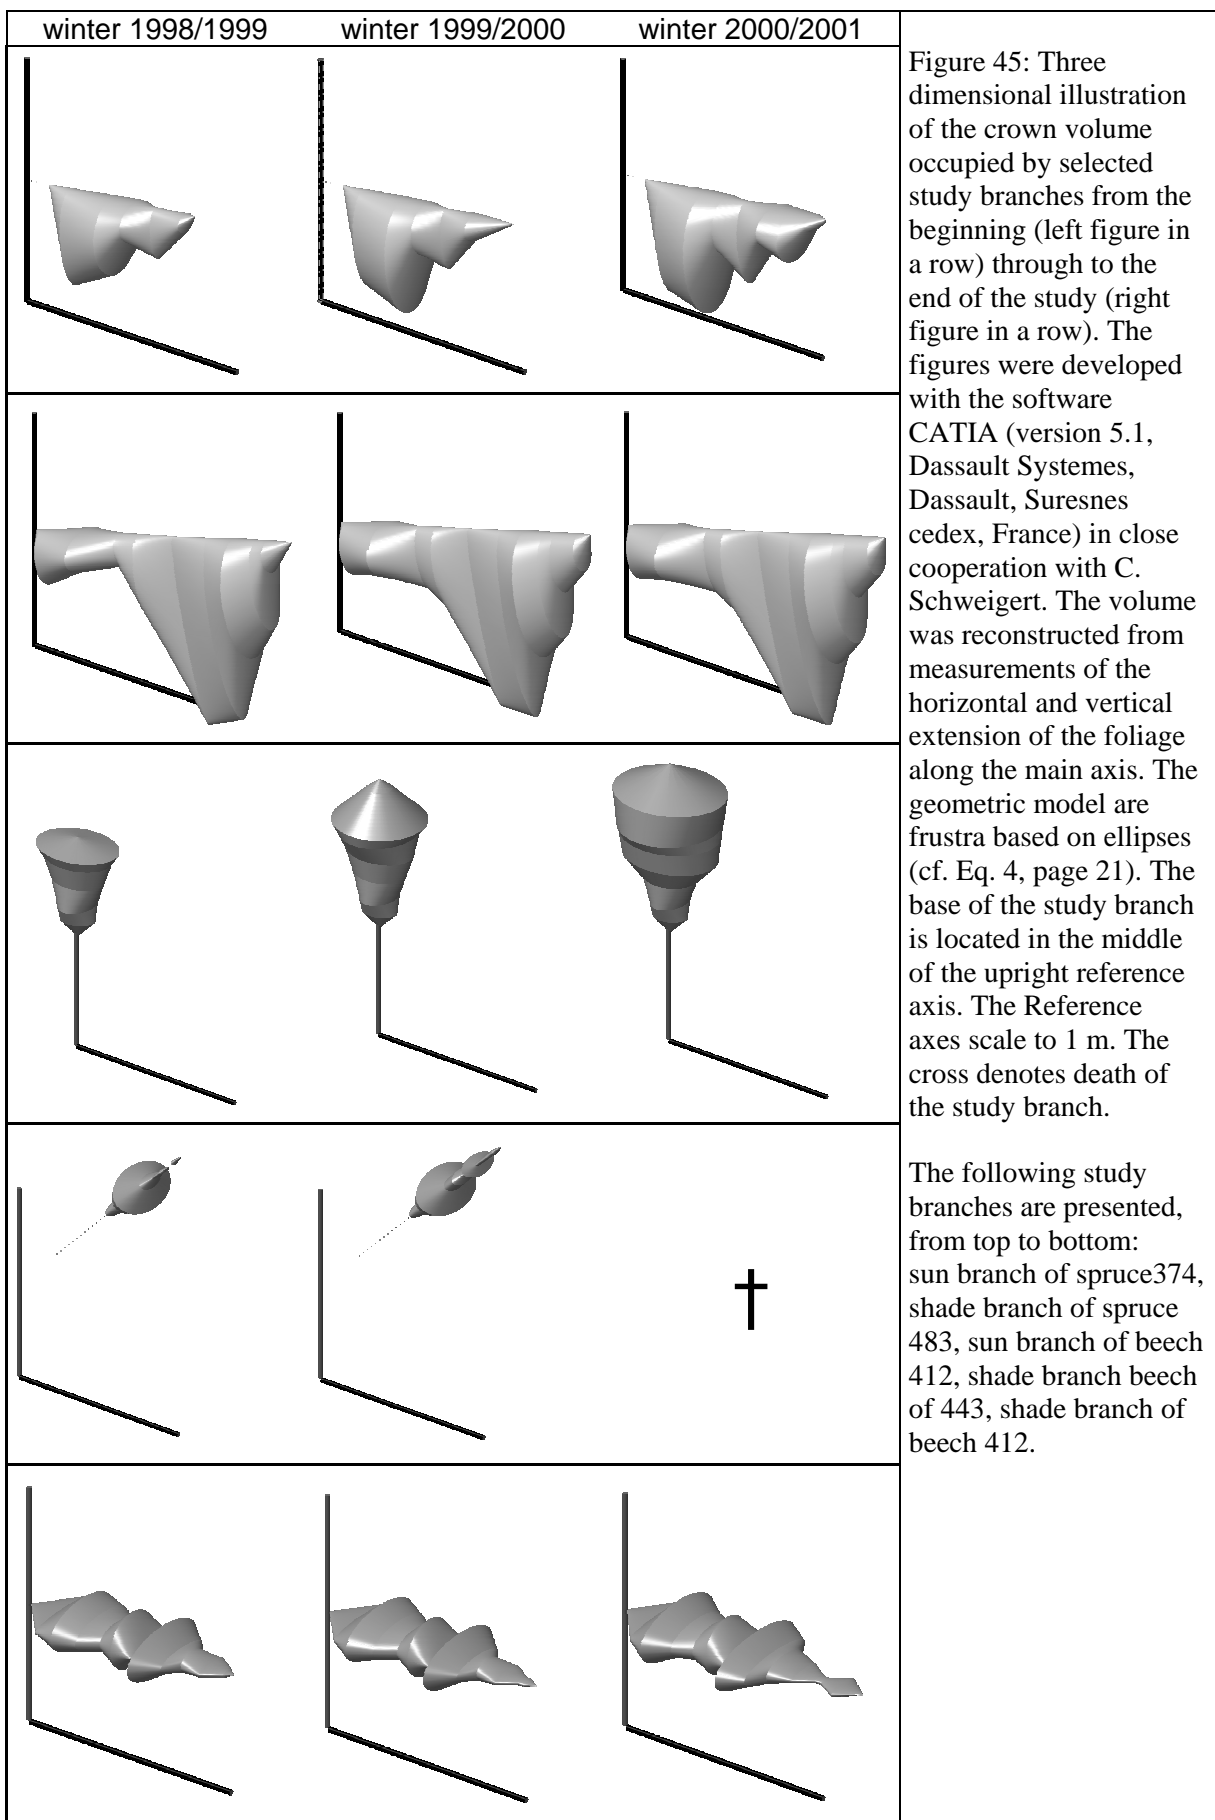 winter 1998/1999 winter 1999/2000 winter 2000/2001
Figure 45: Three
dimensional illustration
of the crown volume
occupied by selected
study branches from the
beginning (left figure in
a row) through to the
end of the study (right
figure in a row). The
figures were developed
with the software
CATIA (version 5.1,
Dassault Systemes,
Dassault, Suresnes
cedex, France) in close
cooperation with C.
Schweigert. The volume
was reconstructed from
measurements of the
horizontal and vertical
extension of the foliage
along the main axis. The
geometric model are
frustra based on ellipses
(cf. Eq. 4, page 21). The
base of the study branch
is located in the middle
of the upright reference
axis. The Reference
axes scale to 1 m. The
cross denotes death of
the study branch.
The following study
branches are presented,
from top to bottom:
sun branch of spruce374,
shade branch of spruce
483, sun branch of beech
412, shade branch beech
of 443, shade branch of
beech 412.